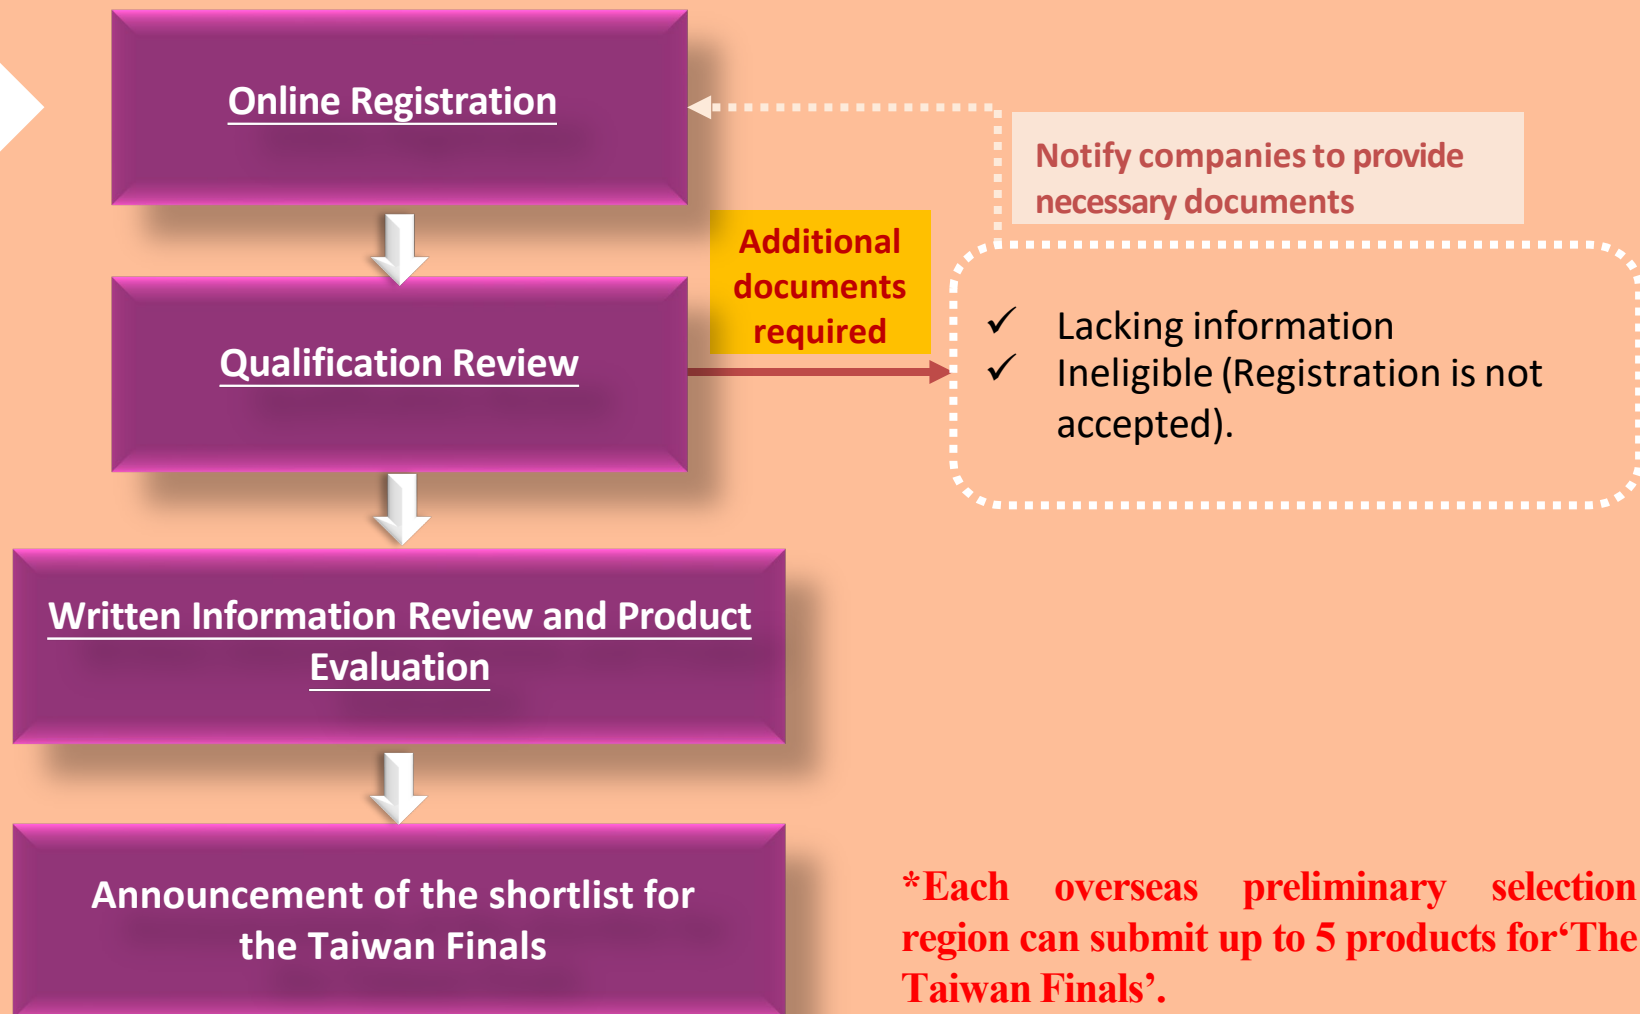 Online Registration
Notify companies to provide
necessary documents
Additional
documents
required
Qualification Review
✓ Lacking information
✓ Ineligible (Registration is not
accepted).
Written Information Review and Product
Evaluation
Announcement of the shortlist for
the Taiwan Finals
*Each overseas preliminary selection
region can submit up to 5 products for‘The
Taiwan Finals’.